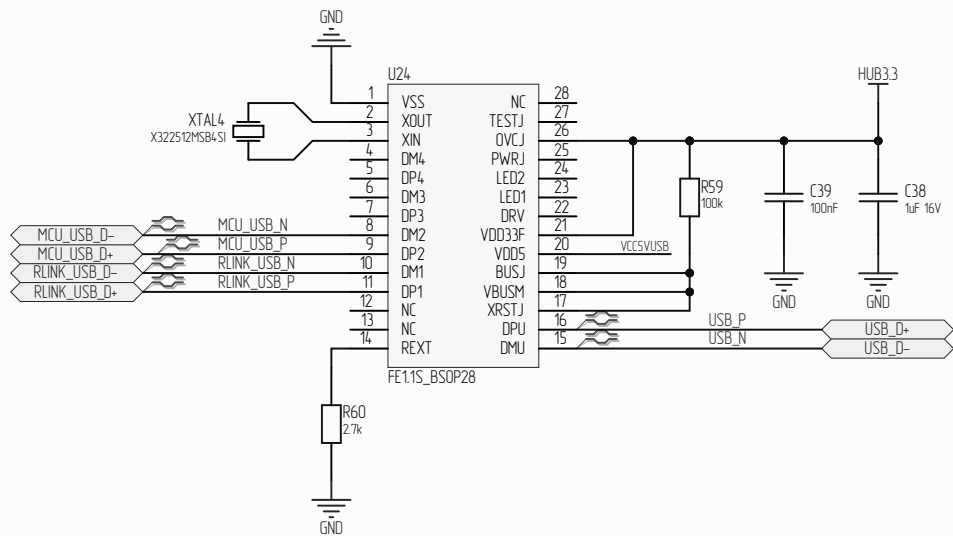 GND
U24
HUB3.3
1 VSS NC 28
XTAL4
X322512MSB4SI
2 XOUT TESTJ 27
3 XIN OVCJ 26
4 DM4 PWRJ 25
5 DP4 LED2 24
6 DM3 LED1 23
7 DP3 DRV 22
R59
100k
C39
100nF
C38
1uF 16V
MCU_USB_D- MCU_USB_N 8 DM2 VDD33F 21
MCU_USB_D+ MCU_USB_P 9 DP2 VDD5 20 VCC5VUSB
RLINK_USB_D- RLINK_USB_N 10 DM1 BUSJ 19
RLINK_USB_D+ RLINK_USB_P 11 DP1 VBUSM 18
GND
GND
12 NC XRSTJ 17
13 NC DPU 16 USB_P USB_D+
14 REXT DMU 15 USB_N USB_D-
FE1.1S_BSOP28
R60
2.7k
GND